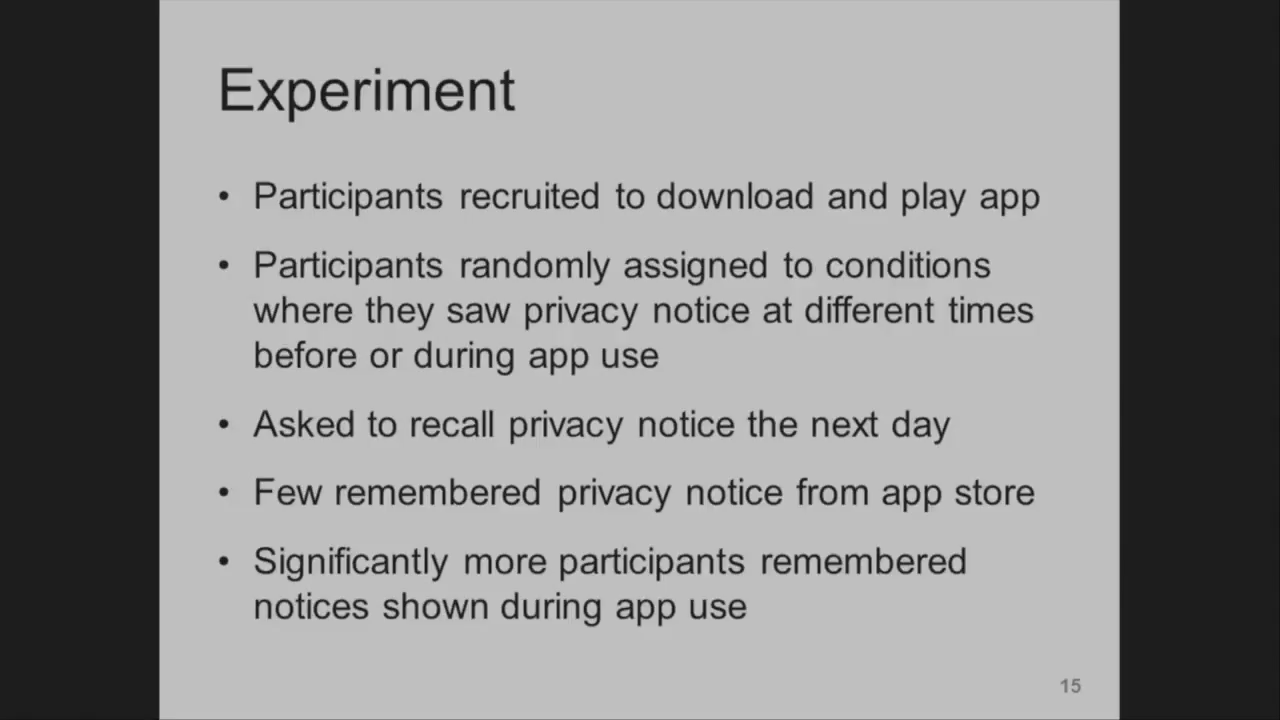 Experiment
• Participants recruited to download and play app
• Participants randomly assigned to conditions
where they saw privacy notice at different times
before or during app use
• Asked to recall privacy notice the next day
• Few remembered privacy notice from app store
• Significantly more participants remembered
notices shown during app use
15